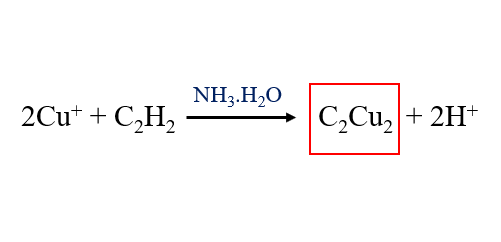 2Cu⁺ + C₂H₂ NH₃.H₂O C₂Cu₂ + 2H⁺